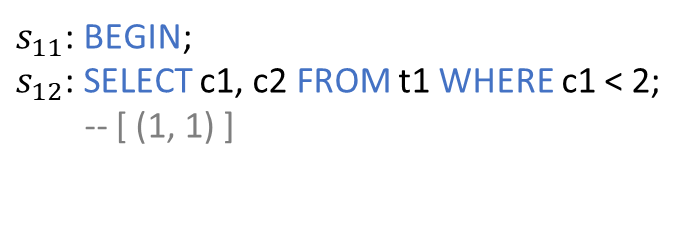 s₁₁: BEGIN;
s₁₂: SELECT c1, c2 FROM t1 WHERE c1 < 2;
-- [ (1, 1) ]